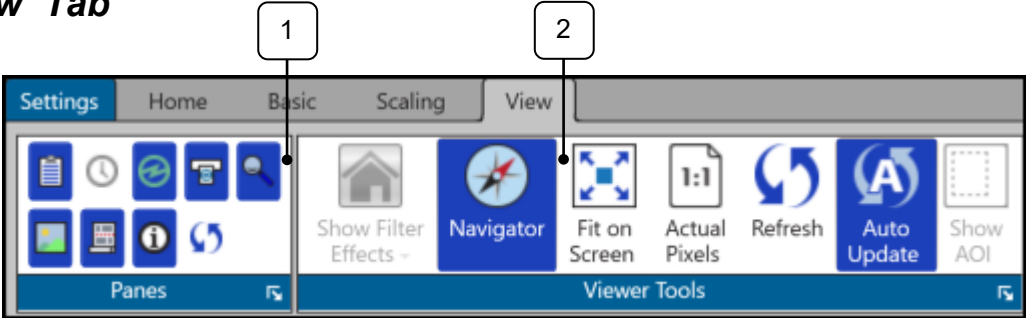 w" Tab
1
2
Settings Home Basic Scaling View
1:1
A
Show Filter Effects
Navigator
Fit on Screen
Actual Pixels
Refresh
Auto Update
Show AOI
Panes
Viewer Tools